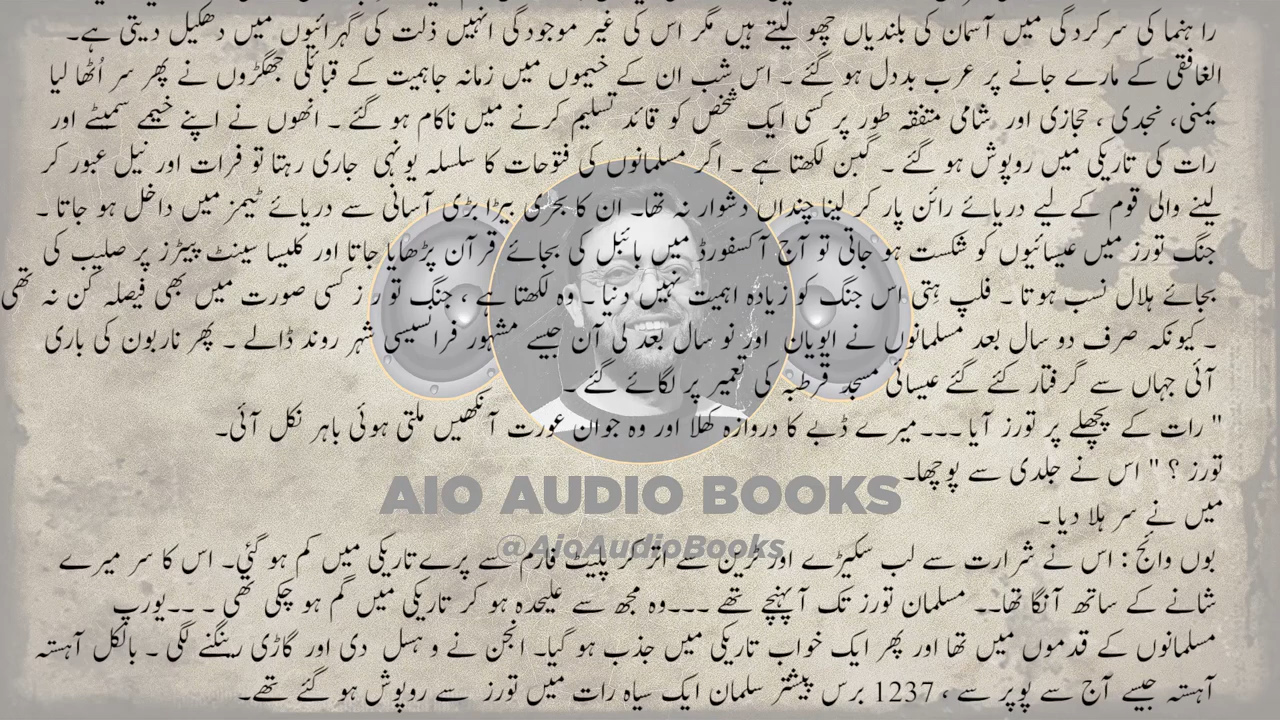 راہنما کی سرکردگی میں آسمان کی بلندیاں چھو لیتے ہیں مگر اس کی غیر موجودگی انہیں ذلت کی گہرائیوں میں دھکیل دیتی ہے۔
الغافقی کے مارے جانے پر عرب بددل ہو گئے ۔ اس شب ان کے خیموں میں زمانہ جاہمیت کے قبائلی جھگڑوں نے پھر سر اُٹھا لیا
یمنی، نجدی ، حجازی اور شامی متفقہ طور پر کسی ایک شخص کو قائد تسلیم کرنے میں ناکام ہو گئے ۔ انھوں نے اپنے خیمے سمیٹے اور
رات کی تاریکی میں روپوش ہو گئے ۔ گبن لکھتا ہے ۔ اگر مسلمانوں کی فتوحات کا سلسلہ یونہی جاری رہتا تو فرات اور نیل عبور کر
لینے والی قوم کےلیے دریائے رائن پار کر لینا چنداں دشوار نہ تھا۔ ان کا بحری بیڑا بڑی آسانی سے دریائے ٹیمز میں داخل ہو جاتا ۔
جنگ تورز میں عیسائیوں کو شکست ہو جاتی تو آج آکسفورڈ میں بائبل کی بجائے قرآن پڑھایا جاتا اور کلیسا سینٹ پیٹرز پر صلیب کی
بجائے ہلال نسب ہوتا ۔ فلپ ہتی اس جنگ کو زیادہ اہمیت نہیں دنیا ۔ وہ لکھتا ہے ، جنگ تو ر ز کسی صورت میں بھی فیصلہ کن نہ تھی
۔ کیونکہ صرف دو سال بعد مسلمانوں نے ایویان اور نو سال بعد لی آن جیسے مشہور فرانسیسی شہر روند ڈالے ۔ پھر ناربون کی باری
آئی جہاں سے گرفتار کئے گئے عیسائی مسجد قرطبہ کی تعمیر پر لگائے گئے ۔
" رات کے پچھلے پر تورز آیا ۔۔۔میرے ڈبے کا دروازہ کھلا اور وہ جوان عورت آنکھیں ملتی ہوئی باہر نکل آئی۔
تورز ؟ " اس نے جلدی سے پوچھا۔
میں نے سر ہلا دیا ۔
AIO AUDIO BOOKS
@AioAudioBooks
بوں وائج : اس نے شرارت سے لب سکیڑے اور ٹرین سے اتر کر پلیٹ فارم سے پرے تاریکی میں کم ہو گئی۔ اس کا سر میرے
شانے کے ساتھ آنگا تھا۔۔ مسلمان تورز تک آپہنچے تھے ۔۔۔وہ مجھ سے علیحدہ ہو کر تاریکی میں گم ہو چکی تھی ۔ ۔۔یورپ
مسلمانوں کے قدموں میں تھا اور پھر ایک خواب تاریکی میں جذب ہو گیا۔ انجن نے و ہسل دی اور گاڑی رینگنے لگی ۔ بالکل آہستہ
آہستہ جیسے آج سے پوپر سے ، 1237 برس پیشتر سلمان ایک سیاہ رات میں تورز سے روپوش ہو گئے تھے۔